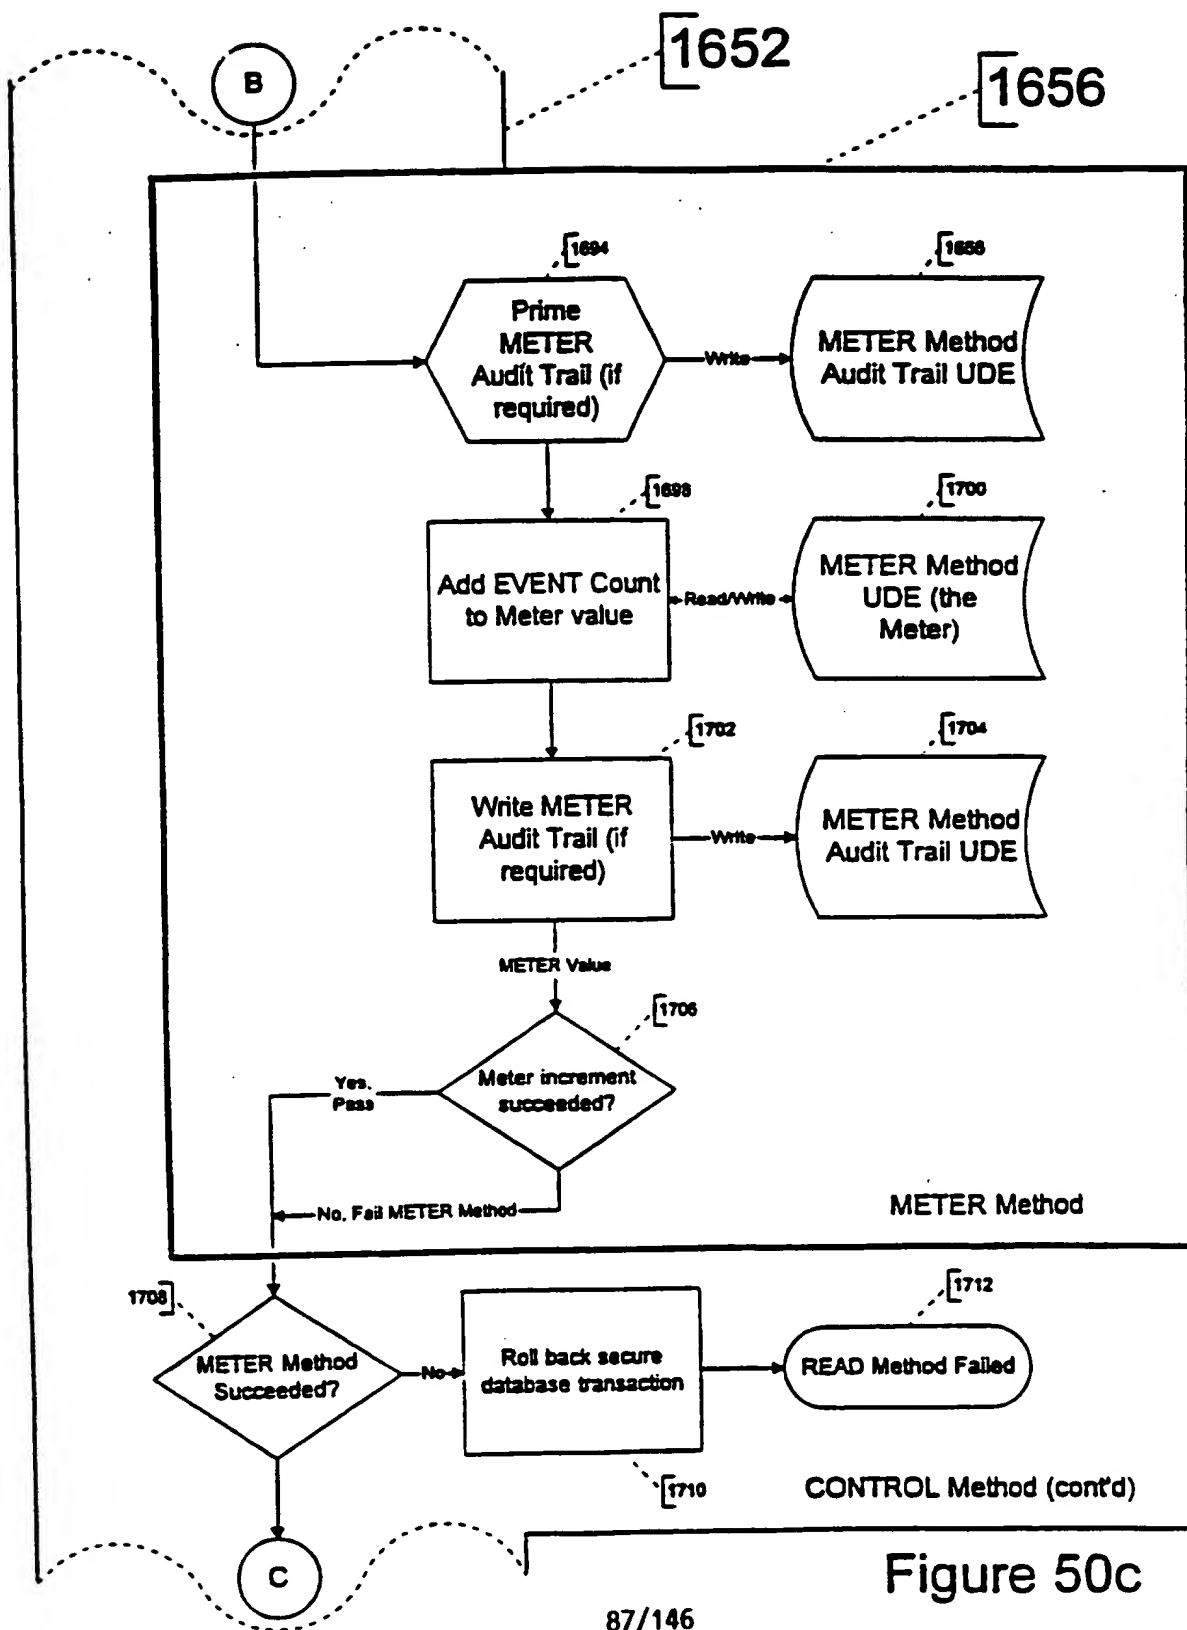 1652
1656
B
1694
Prime
METER
Audit Trail (if
required)
Write
1656
METER Method
Audit Trail UDE
1698
Add EVENT Count
to Meter value
Read/Write
1700
METER Method
UDE (the
Meter)
1702
Write METER
Audit Trail (if
required)
Write
1704
METER Method
Audit Trail UDE
METER Value
1706
Meter increment
succeeded?
Yes,
Pass
No, Fail METER Method
METER Method
1708
METER Method
Succeeded?
No
Roll back secure
database transaction
1710
1712
READ Method Failed
CONTROL Method (cont'd)
C
Figure 50c
87/146